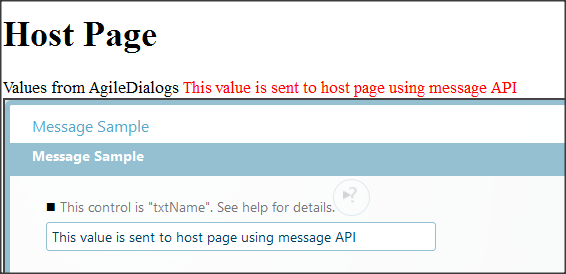 Host Page
Values from AgileDialogs This value is sent to host page using message API
Message Sample
Message Sample
This control is "txtName". See help for details.
This value is sent to host page using message API